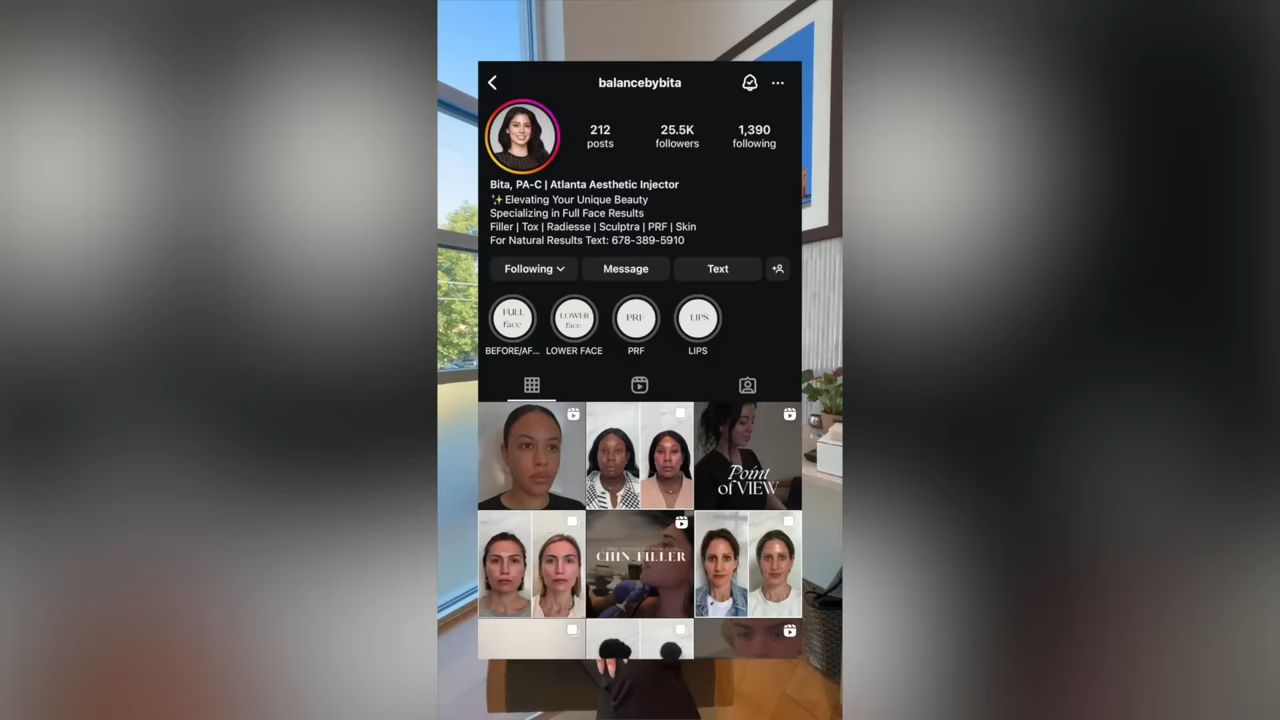 balancebybita
212
25.5K
1,390
posts
followers
following
Bita, PA-C | Atlanta Aesthetic Injector
✨ Elevating Your Unique Beauty
Specializing in Full Face Results
Filler | Tox | Radiesse | Sculptra | PRF | Skin
For Natural Results Text: 678-389-5910
Following
Message
Text
FULL
face
LOWER
face
PRF
LIPS
BEFORE/AF...
LOWER FACE
PRF
LIPS
Point
of VIEW
CHIN FILLER